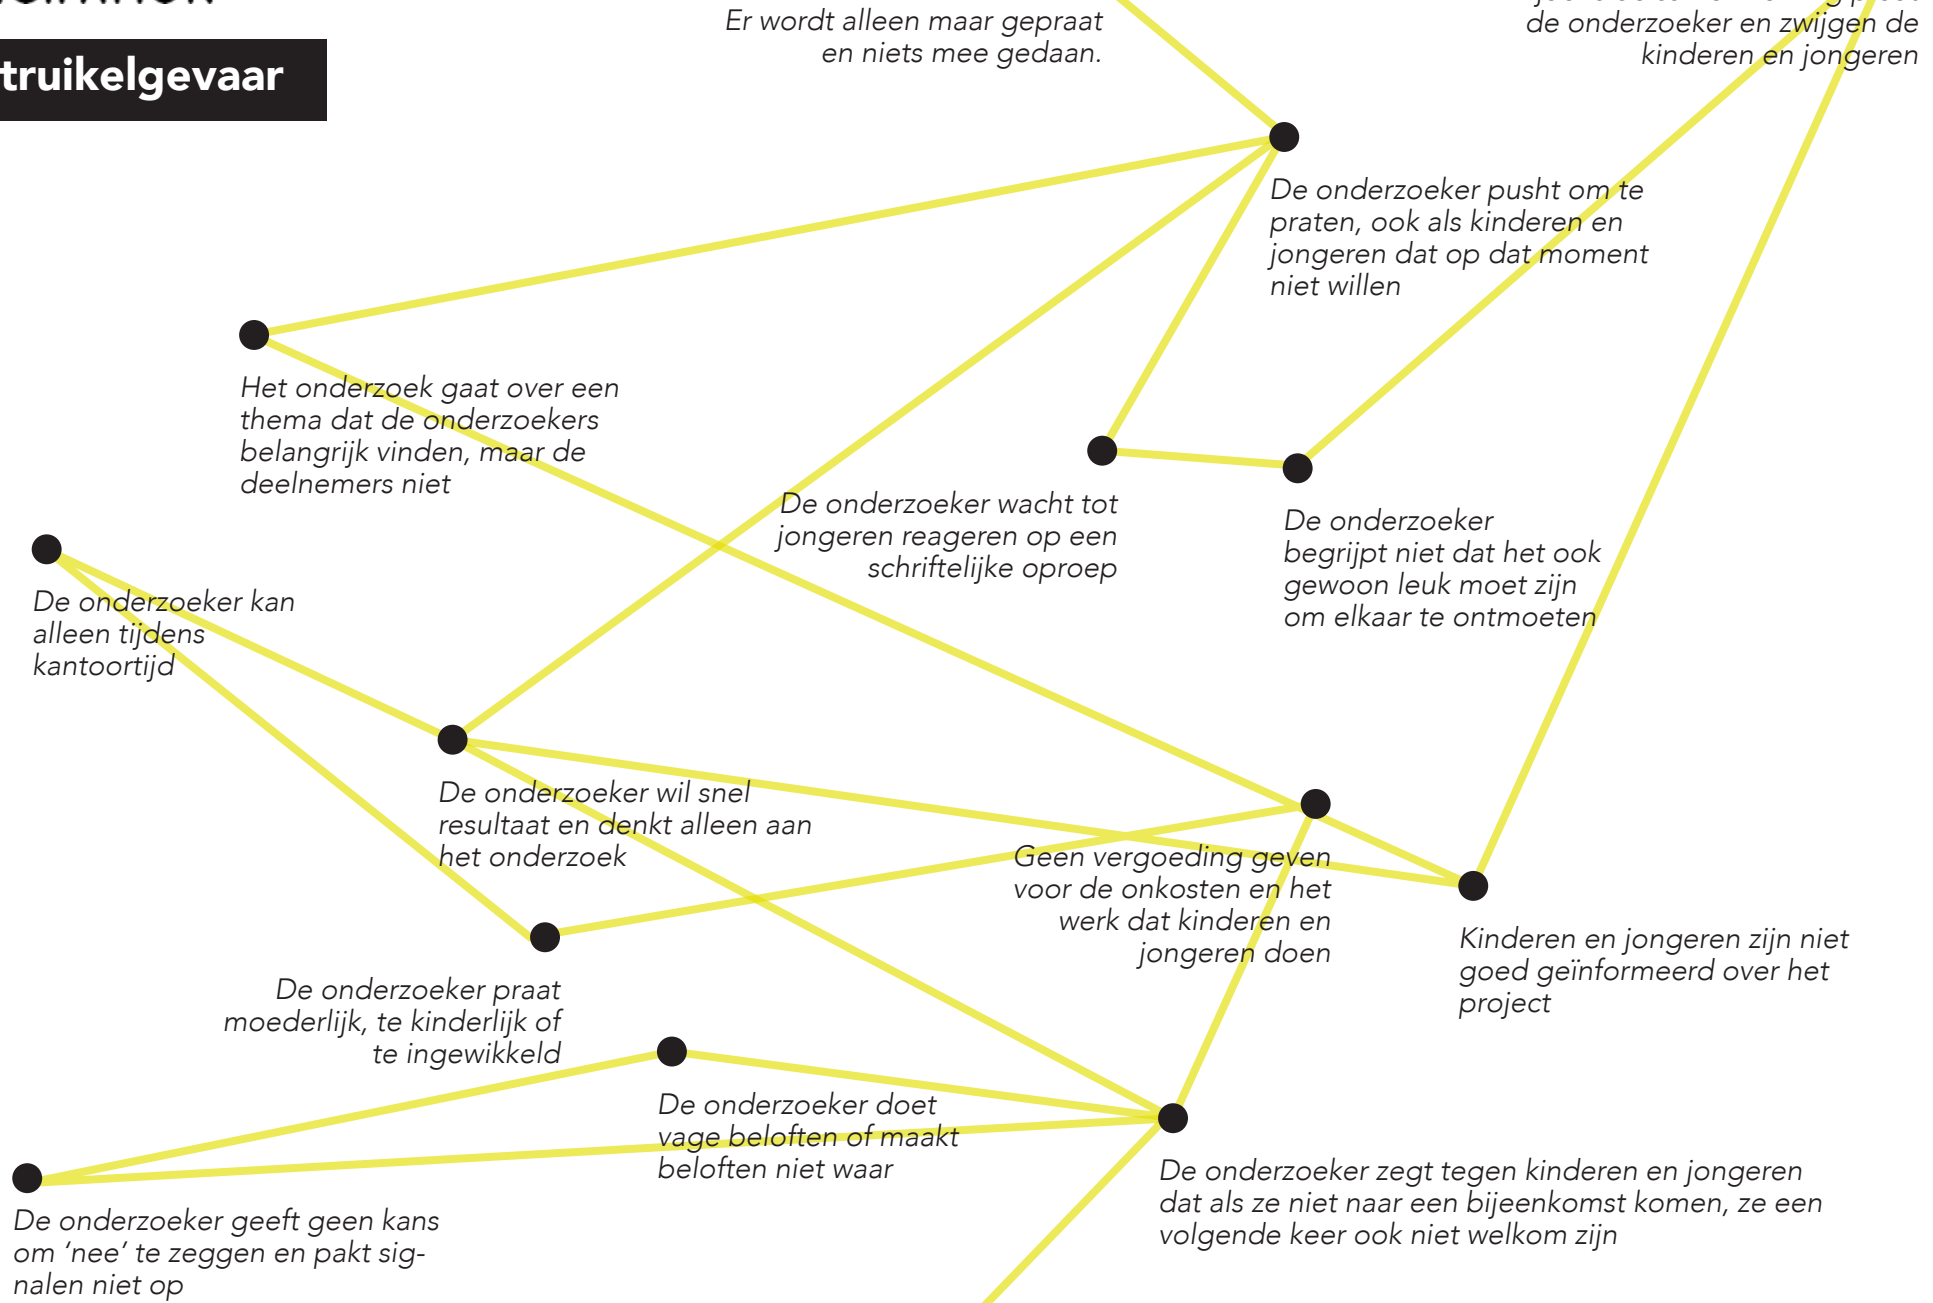 truikelgevaar
Er wordt alleen maar gepraat
en niets mee gedaan.
de onderzoeker en zwijgen de
kinderen en jongeren
De onderzoeker pusht om te
praten, ook als kinderen en
jongeren dat op dat moment
niet willen
Het onderzoek gaat over een
thema dat de onderzoekers
belangrijk vinden, maar de
deelnemers niet
De onderzoeker wacht tot
jongeren reageren op een
schriftelijke oproep
De onderzoeker
begrijpt niet dat het ook
gewoon leuk moet zijn
om elkaar te ontmoeten
De onderzoeker kan
alleen tijdens
kantoortijd
De onderzoeker wil snel
resultaat en denkt alleen aan
het onderzoek
Geen vergoeding geven
voor de onkosten en het
werk dat kinderen en
jongeren doen
Kinderen en jongeren zijn niet
goed geïnformeerd over het
project
De onderzoeker praat
moederlijk, te kinderlijk of
te ingewikkeld
De onderzoeker doet
vage beloften of maakt
beloften niet waar
De onderzoeker zegt tegen kinderen en jongeren
dat als ze niet naar een bijeenkomst komen, ze een
volgende keer ook niet welkom zijn
De onderzoeker geeft geen kans
om ‘nee’ te zeggen en pakt sig-
nalen niet op